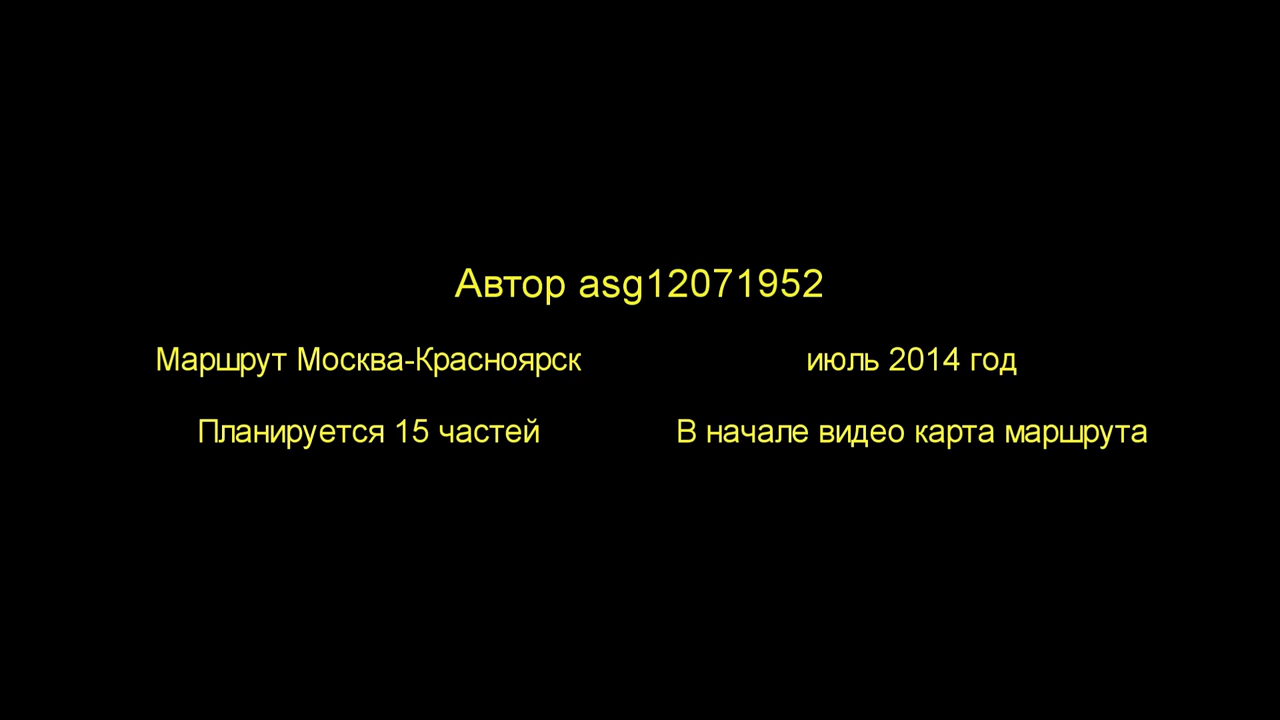 Автор asg12071952
Маршрут Москва-Красноярск июль 2014 год
Планируется 15 частей В начале видео карта маршрута